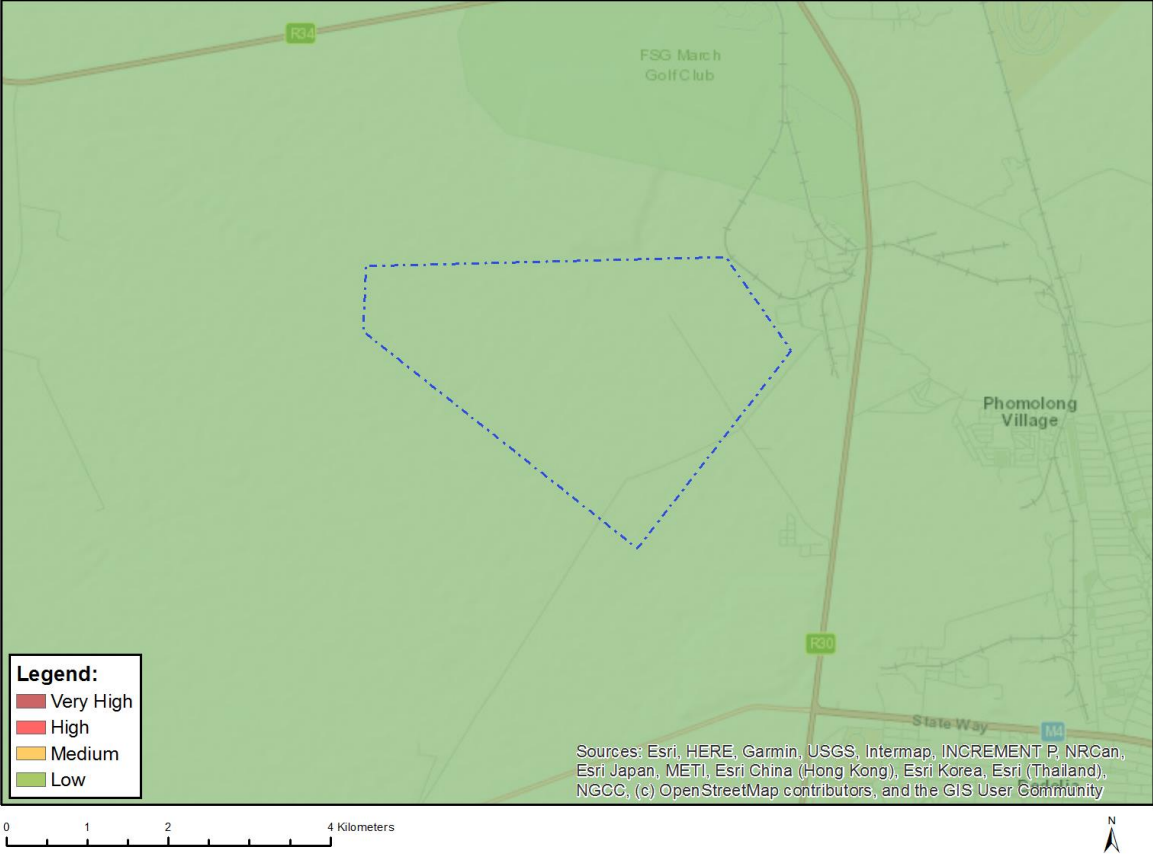 R34
FSG March
Golf Club
Phomolong
Village
R30
State Way
M4
Legend:
Very High
High
Medium
Low
Sources: Esri, HERE, Garmin, USGS, Intermap, INCREMENT P, NRCan,
Esri Japan, METI, Esri China (Hong Kong), Esri Korea, Esri (Thailand),
NGCC, (c) OpenStreetMap contributors, and the GIS User Community
0 1 2 4 Kilometers
N